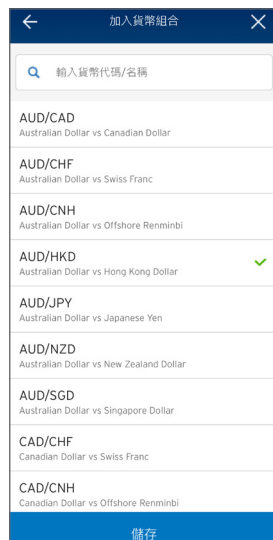 加入貨幣組合
輸入貨幣代碼/名稱
AUD/CAD
Australian Dollar vs Canadian Dollar
AUD/CHF
Australian Dollar vs Swiss Franc
AUD/CNH
Australian Dollar vs Offshore Renminbi
AUD/HKD
Australian Dollar vs Hong Kong Dollar
AUD/JPY
Australian Dollar vs Japanese Yen
AUD/NZD
Australian Dollar vs New Zealand Dollar
AUD/SGD
Australian Dollar vs Singapore Dollar
CAD/CHF
Canadian Dollar vs Swiss Franc
CAD/CNH
Canadian Dollar vs Offshore Renminbi
儲存